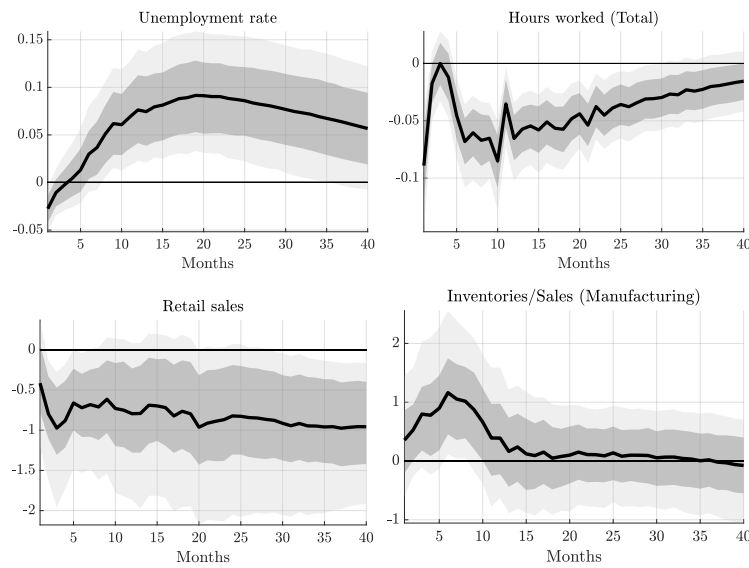 Unemployment rate
0.15
0.1
0.05
0
-0.05
5 10 15 20 25 30 35 40
Months
Hours worked (Total)
0
-0.05
-0.1
5 10 15 20 25 30 35 40
Months
Retail sales
0
-0.5
-1
-1.5
-2
5 10 15 20 25 30 35 40
Months
Inventories/Sales (Manufacturing)
2
1
0
-1
5 10 15 20 25 30 35 40
Months